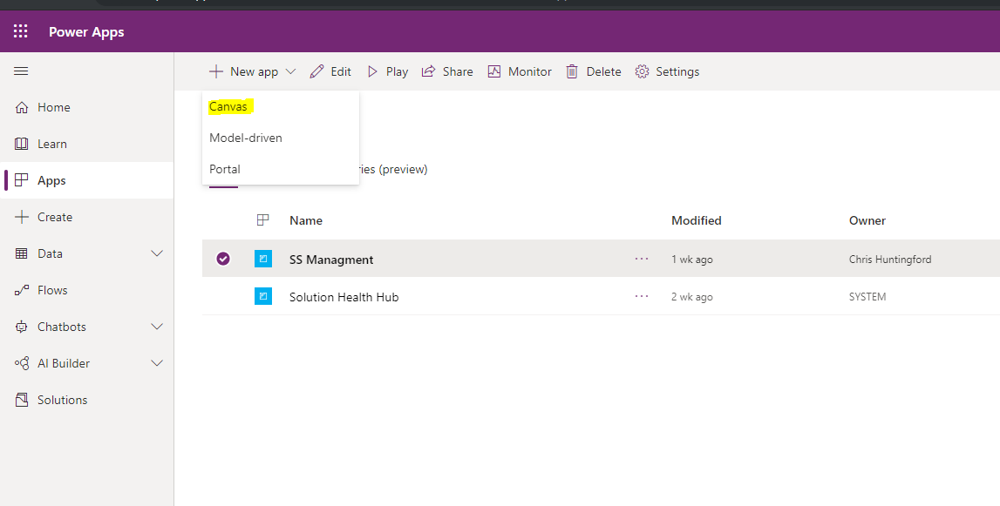 Power Apps
New app Edit Play Share Monitor Delete Settings
Home
Learn
Apps
Create
Data
Flows
Chatbots
AI Builder
Solutions
Canvas
Model-driven
Portal
ries (preview)
Name Modified Owner
SS Managment ... 1 wk ago Chris Huntingford
Solution Health Hub ... 2 wk ago SYSTEM